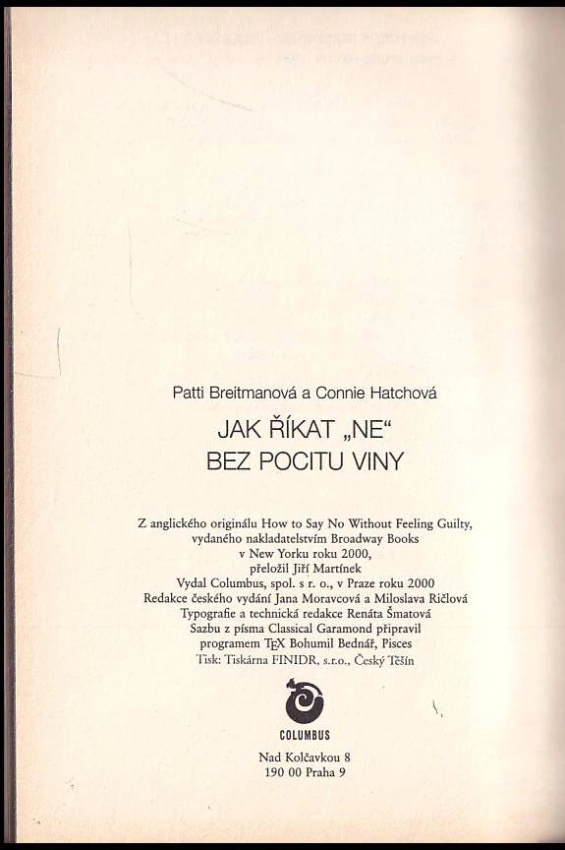 Patti Breitmanová a Connie Hatchová
JAK ŘÍKAT „NE“
BEZ POCITU VINY
Z anglického originálu How to Say No Without Feeling Guilty,
vydaného nakladatelstvím Broadway Books
v New Yorku roku 2000,
přeložil Jiří Martínek
Vydal Columbus, spol. s r. o., v Praze roku 2000
Redakce českého vydání Jana Moravcová a Miloslava Ričlová
Typografie a technická redakce Renáta Šmatová
Sazbu z písma Classical Garamond připravil
programem TEX Bohumil Bednář, Pisces
Tisk: Tiskárna FINIDR, s.r.o., Český Těšín
COLUMBUS
Nad Kolčavkou 8
190 00 Praha 9